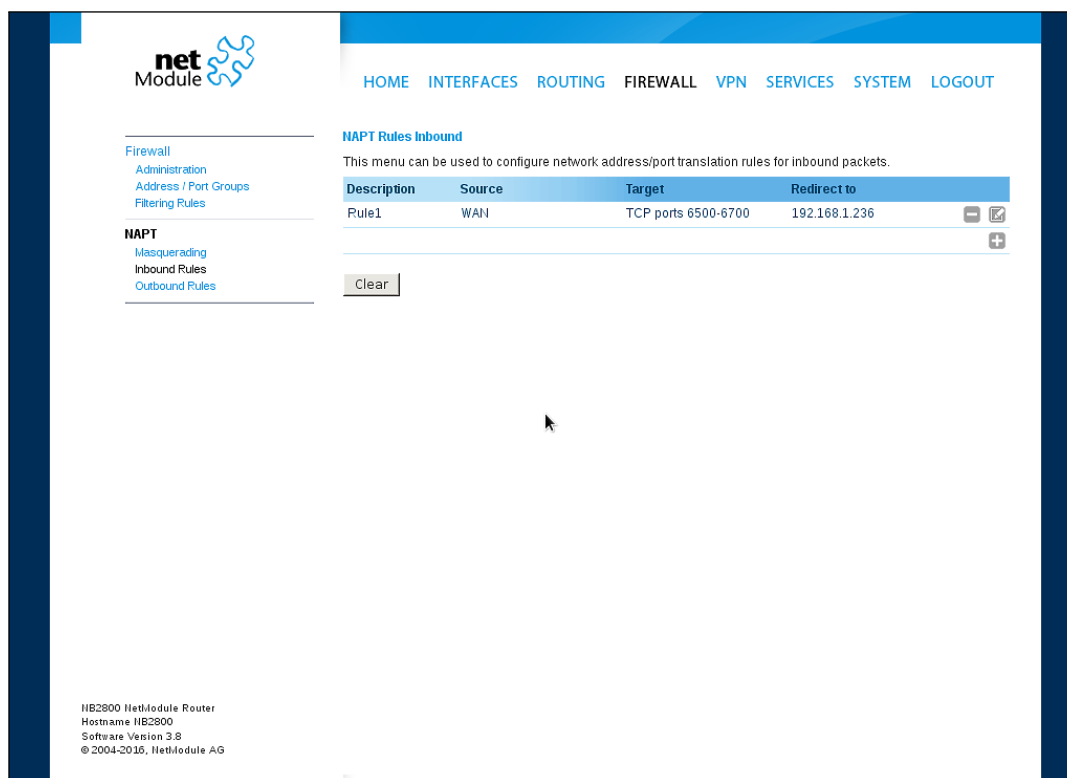 net
Module
HOME INTERFACES ROUTING FIREWALL VPN SERVICES SYSTEM LOGOUT
Firewall
Administration
Address / Port Groups
Filtering Rules
NAPT
Masquerading
Inbound Rules
Outbound Rules
NAPT Rules Inbound
This menu can be used to configure network address/port translation rules for inbound packets.
Description Source Target Redirect to
Rule1 WAN TCP ports 6500-6700 192.168.1.236
Clear
NB2800 NetModule Router
Hostname NB2800
Software Version 3.8
© 2004-2016, NetModule AG